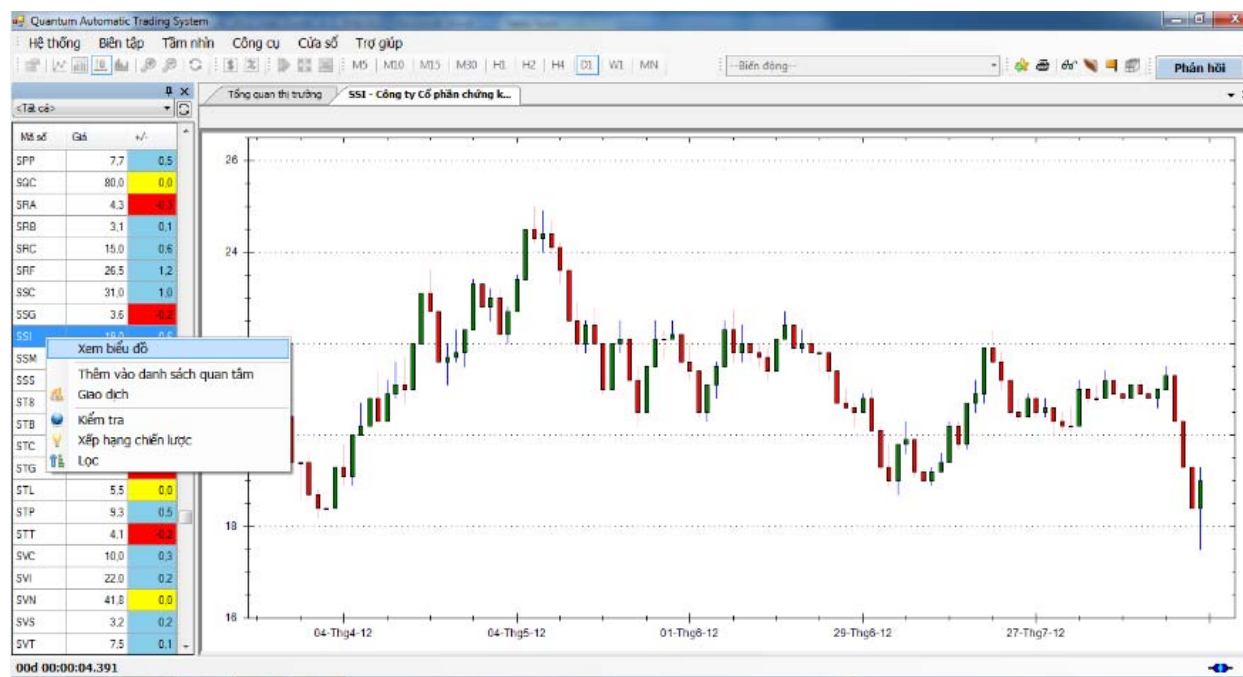 Quantum Automatic Trading System
Hệ thống Biên tập Tầm nhìn Công cụ Cửa sổ Trợ giúp
M5 M10 M15 M30 H1 H2 H4 D1 W1 MN --Biến động-- Phản hồi
Tổng quan thị trường SSI - Công ty Cổ phần chứng k...
<Tất cả>
Mã số Giá +/-
SPP 7,7 0,5
SQC 80,0 0,0
SRA 4,3
SRB 3,1 0,1
SRC 15,0 0,6
SRF 26,5 1,2
SSC 31,0 1,0
SSG 3,6 -0,2
SSI
SSM
SSS
ST8
STB
STC
STG
STL 5,5 0,0
STP 9,3 0,5
STT 4,1 -0,2
SVC 10,0 0,3
SVI 22,0 0,2
SVN 41,8 0,0
SVS 3,2 0,2
SVT 7,5 0,1
Xem biểu đồ
Thêm vào danh sách quan tâm
Giao dịch
Kiểm tra
Xếp hạng chiến lược
Lọc
26
24
18
16
04-Thg4-12 04-Thg5-12 01-Thg6-12 29-Thg6-12 27-Thg7-12
00d 00:00:04.391